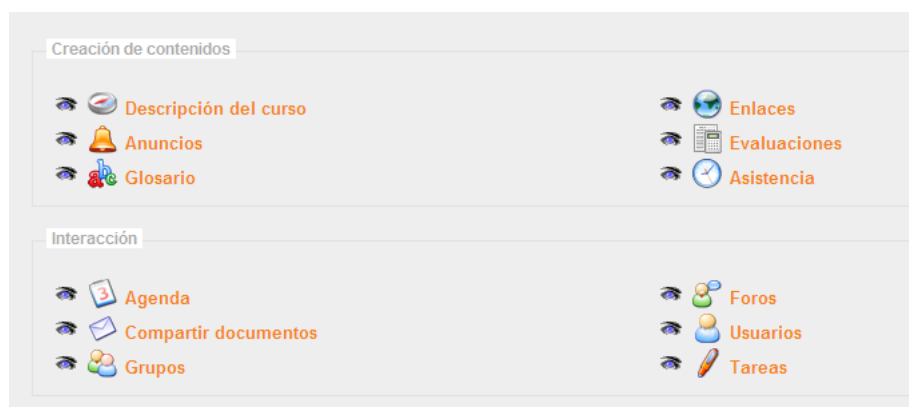 Creación de contenidos
Descripción del curso
Enlaces
Anuncios
Evaluaciones
Glosario
Asistencia
Interacción
Agenda
Foros
Compartir documentos
Usuarios
Grupos
Tareas